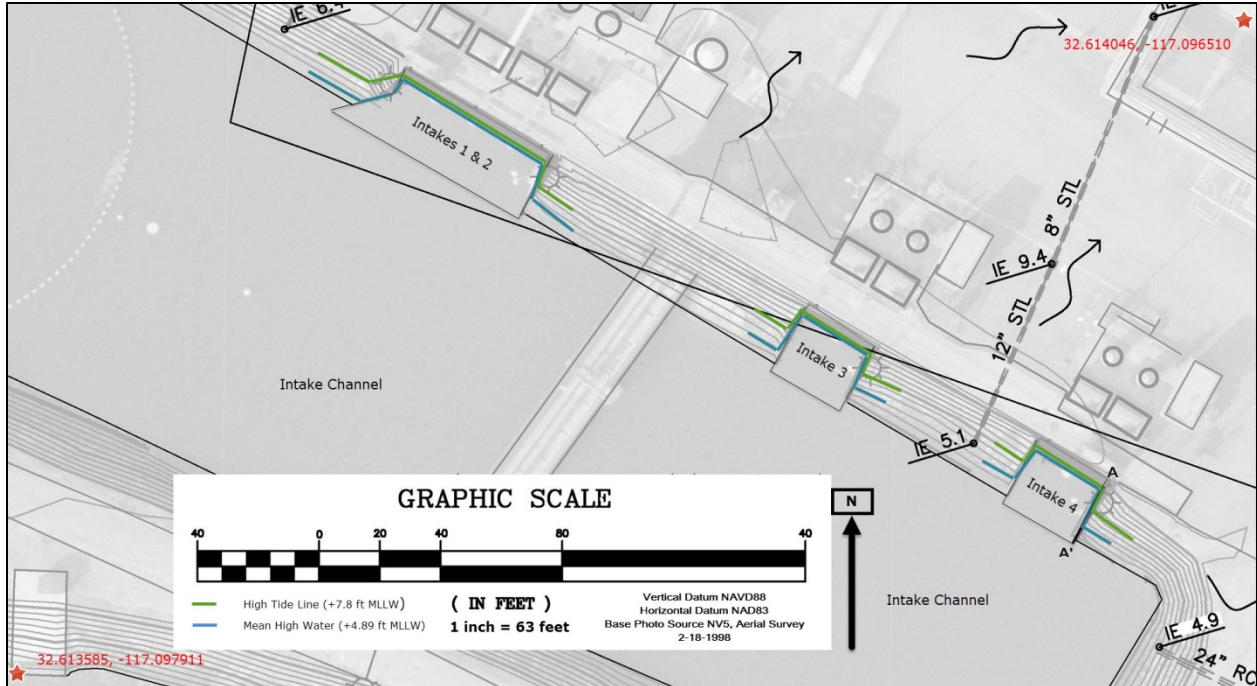 IE 6.4
32.614046, -117.096510
Intakes 1 & 2
8" STL
IE 9.4
12" STL
Intake 3
Intake Channel
IE 5.1
A
Intake 4
A'
N
Intake Channel
IE 4.9
24" RC
GRAPHIC SCALE
40 0 20 40 80 40
High Tide Line (+7.8 ft MLLW)
Mean High Water (+4.89 ft MLLW)
( IN FEET )
1 inch = 63 feet
Vertical Datum NAVD88
Horizontal Datum NAD83
Base Photo Source NV5, Aerial Survey
2-18-1998
32.613585, -117.097911